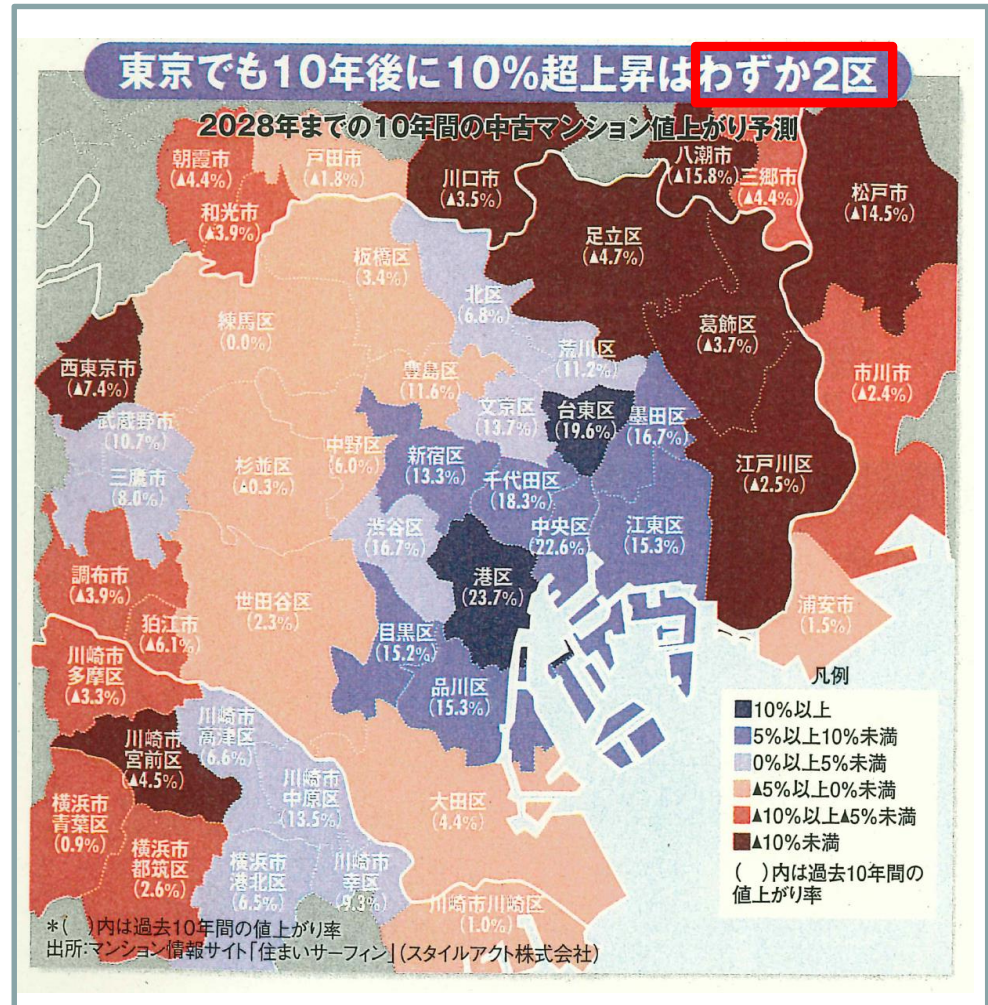 東京でも10年後に10%超上昇はわずか2区
2028年までの10年間の中古マンション値上がり予測
朝霞市
(▲4.4%)
戸田市
(▲1.8%)
和光市
(▲3.9%)
川口市
(▲3.5%)
八潮市
(▲15.8%)
三郷市
(▲4.4%)
松戸市
(▲14.5%)
足立区
(▲4.7%)
板橋区
(3.4%)
北区
(6.8%)
練馬区
(0.0%)
荒川区
(11.2%)
葛飾区
(▲3.7%)
西東京市
(▲7.4%)
豊島区
(11.6%)
市川市
(▲2.4%)
武蔵野市
(10.7%)
文京区
(13.7%)
台東区
(19.6%)
墨田区
(16.7%)
三鷹市
(8.0%)
杉並区
(▲0.3%)
中野区
(6.0%)
新宿区
(13.3%)
千代田区
(18.3%)
江戸川区
(▲2.5%)
渋谷区
(16.7%)
中央区
(22.6%)
江東区
(15.3%)
港区
(23.7%)
調布市
(▲3.9%)
狛江市
(▲6.1%)
世田谷区
(2.3%)
浦安市
(1.5%)
目黒区
(15.2%)
川崎市
多摩区
(▲3.3%)
品川区
(15.3%)
川崎市
宮前区
(▲4.5%)
川崎市
高津区
(6.6%)
川崎市
中原区
(13.5%)
大田区
(4.4%)
横浜市
青葉区
(0.9%)
横浜市
都筑区
(2.6%)
横浜市
港北区
(6.5%)
川崎市
幸区
(9.3%)
川崎市川崎区
(1.0%)
凡例
10%以上
5%以上10%未満
0%以上5%未満
▲5%以上0%未満
▲10%以上▲5%未満
▲10%未満
( )内は過去10年間の
値上がり率
*( )内は過去10年間の値上がり率
出所:マンション情報サイト「住まいサーフィン」(スタイルアクト株式会社)